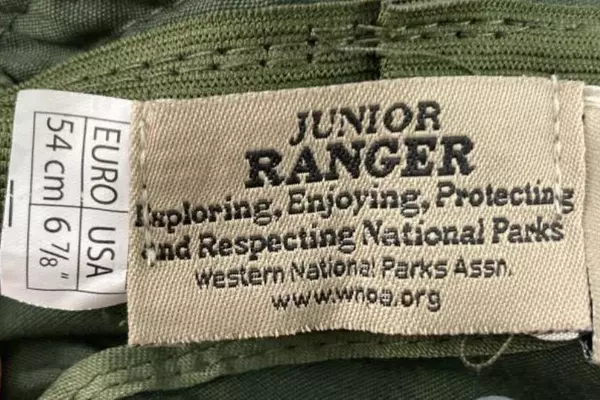 JUNIOR
RANGER
Exploring, Enjoying, Protecting
and Respecting National Parks
Western National Parks Assn.
www.wnpa.org
EURO USA
54 cm 6 ⅞"